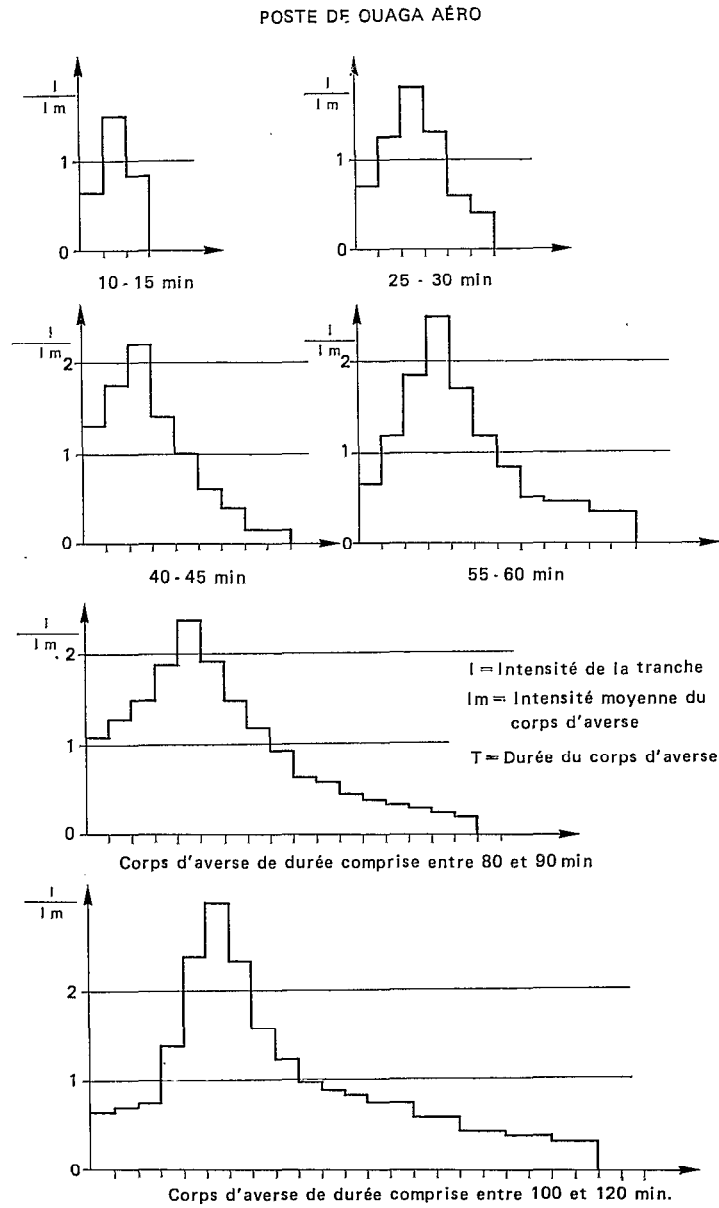 POSTE DE OUAGA AÉRO
I
I m
1
0
10 - 15 min
I
I m
1
0
25 - 30 min
I
I m
2
1
0
40 - 45 min
I
I m
2
1
0
55 - 60 min
I
I m
2
1
0
I = Intensité de la tranche
Im = Intensité moyenne du
corps d'averse
T = Durée du corps d'averse
Corps d'averse de durée comprise entre 80 et 90 min
I
I m
2
1
0
Corps d'averse de durée comprise entre 100 et 120 min.